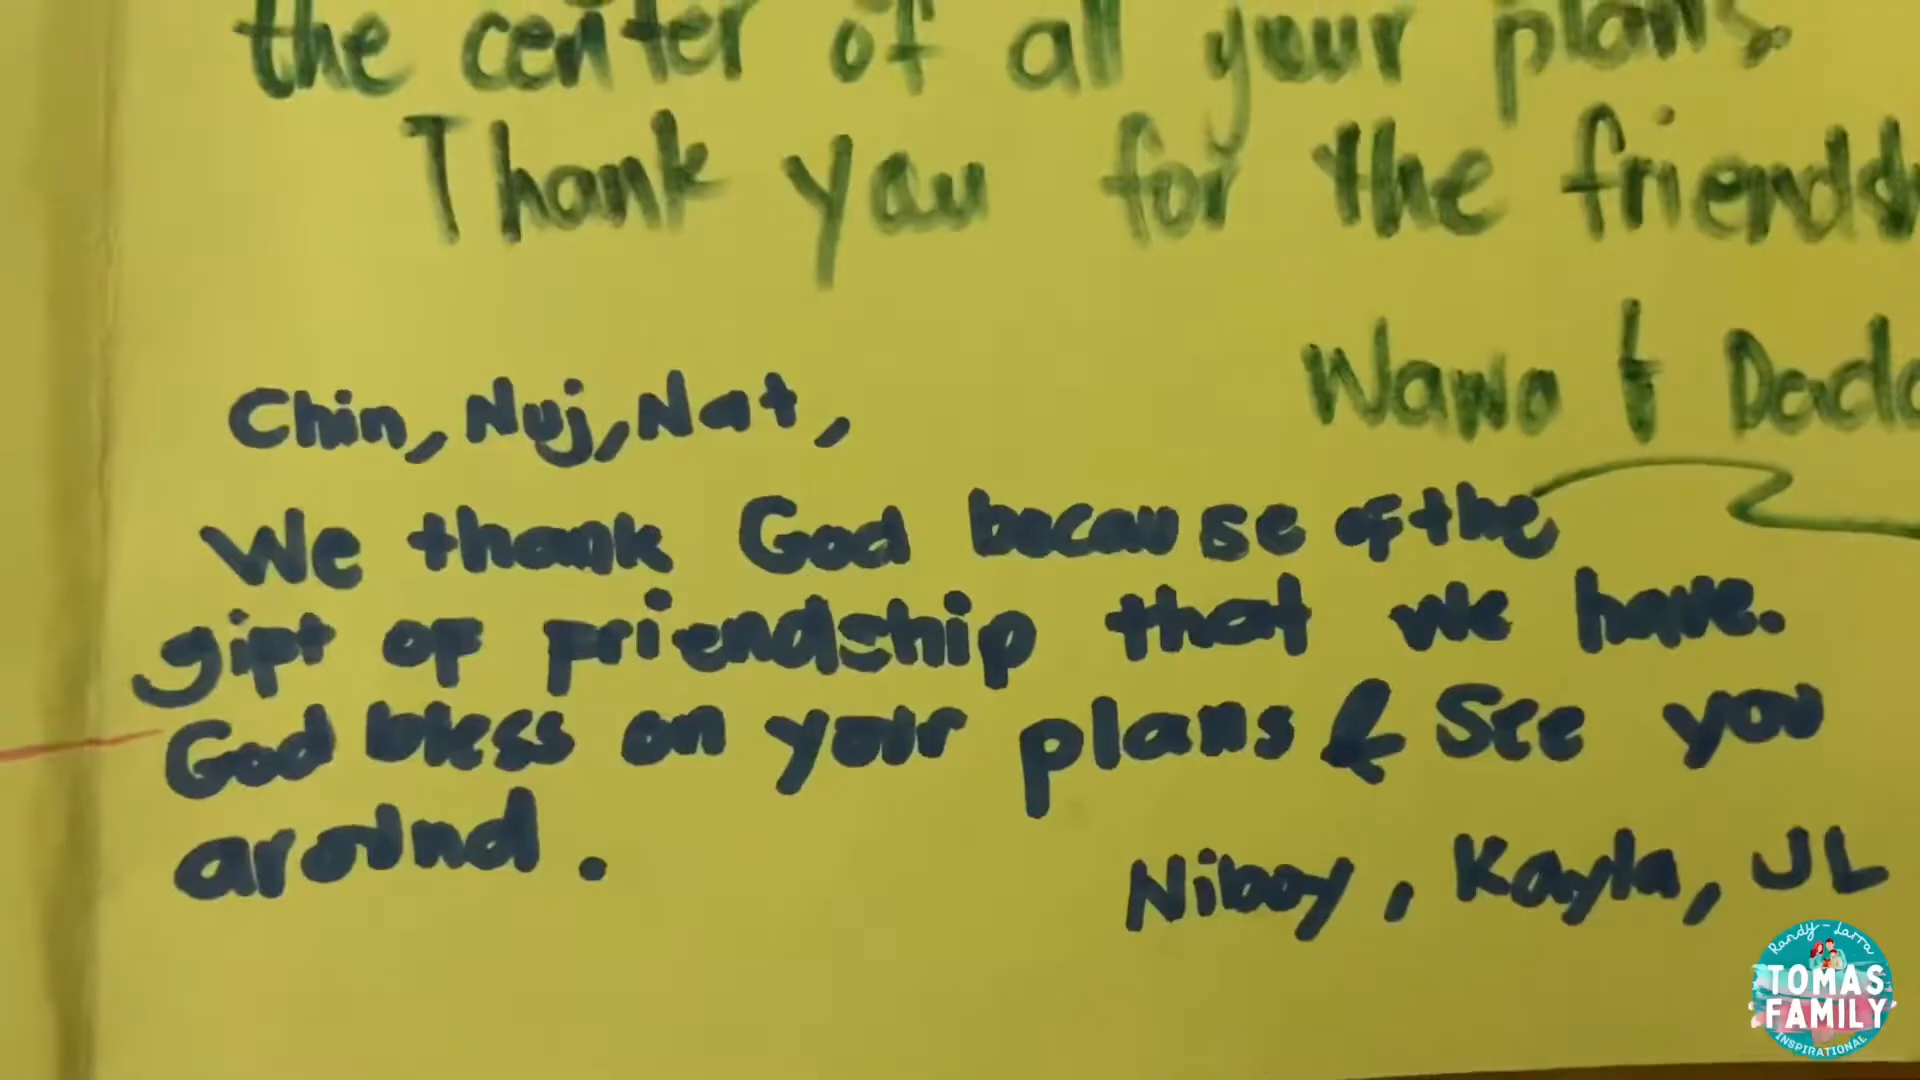 the center of all your plans.
Thank you for the friendsh
Wawo & Dada
Chin, Nuj, Nat,
We thank God because of the
gift of friendship that we have.
God bless on your plans & See you
around.
Niboy, Kayla, JL
Randy - Larra
TOMAS
FAMILY
INSPIRATIONAL